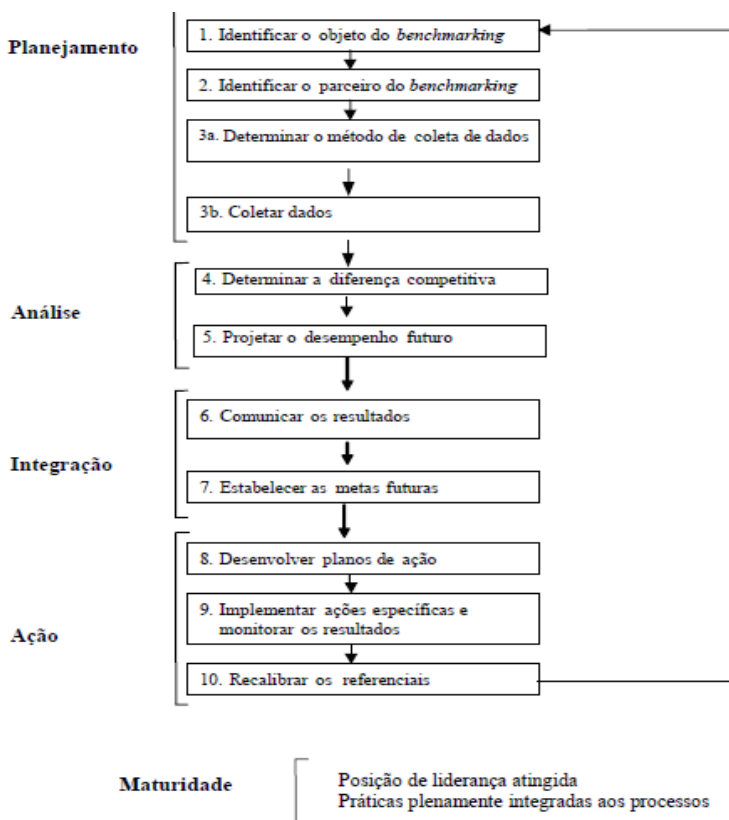 Planejamento
1. Identificar o objeto do benchmarking
2. Identificar o parceiro do benchmarking
3a. Determinar o método de coleta de dados
3b. Coletar dados
Análise
4. Determinar a diferença competitiva
5. Projetar o desempenho futuro
Integração
6. Comunicar os resultados
7. Estabelecer as metas futuras
Ação
8. Desenvolver planos de ação
9. Implementar ações específicas e
monitorar os resultados
10. Recalibrar os referenciais
Maturidade
Posição de liderança atingida
Práticas plenamente integradas aos processos